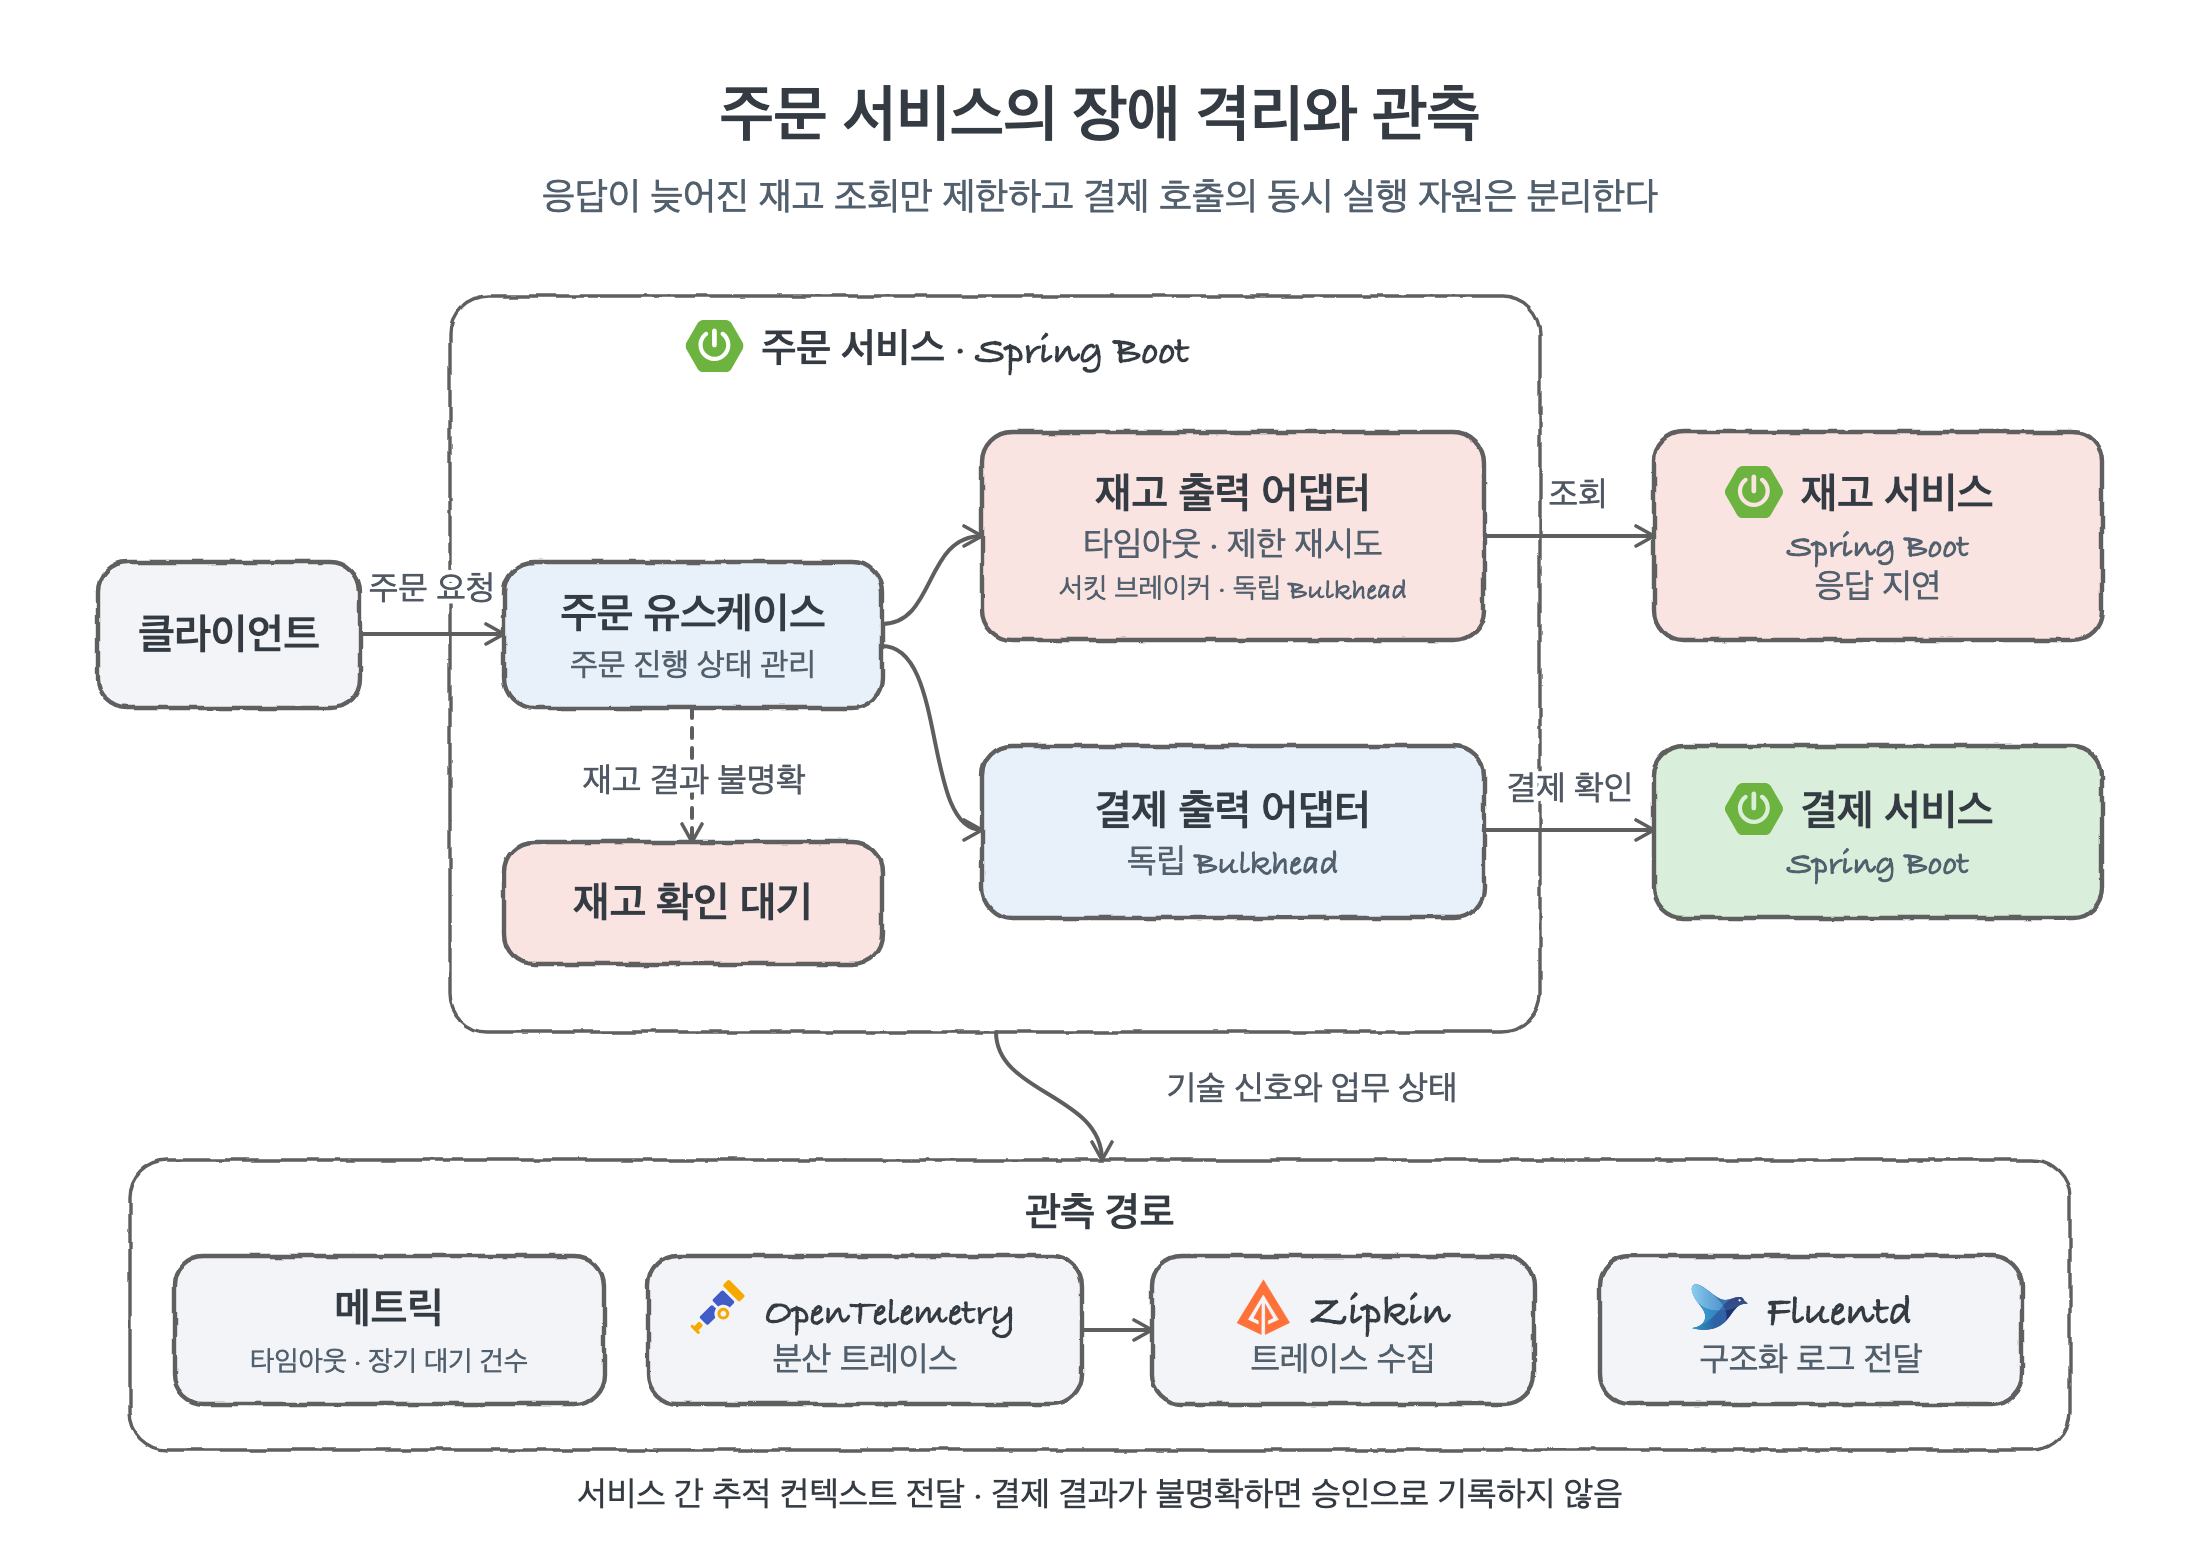 주문 서비스의 장애 격리와 관측
응답이 늦어진 재고 조회만 제한하고 결제 호출의 동시 실행 자원은 분리한다
주문 서비스 · Spring Boot
클라이언트
주문 요청
주문 유스케이스
주문 진행 상태 관리
재고 결과 불명확
재고 확인 대기
재고 출력 어댑터
타임아웃 · 제한 재시도
서킷 브레이커 · 독립 Bulkhead
조회
재고 서비스
Spring Boot
응답 지연
결제 출력 어댑터
독립 Bulkhead
결제 확인
결제 서비스
Spring Boot
기술 신호와 업무 상태
관측 경로
메트릭
타임아웃 · 장기 대기 건수
OpenTelemetry
분산 트레이스
Zipkin
트레이스 수집
Fluentd
구조화 로그 전달
서비스 간 추적 컨텍스트 전달 · 결제 결과가 불명확하면 승인으로 기록하지 않음